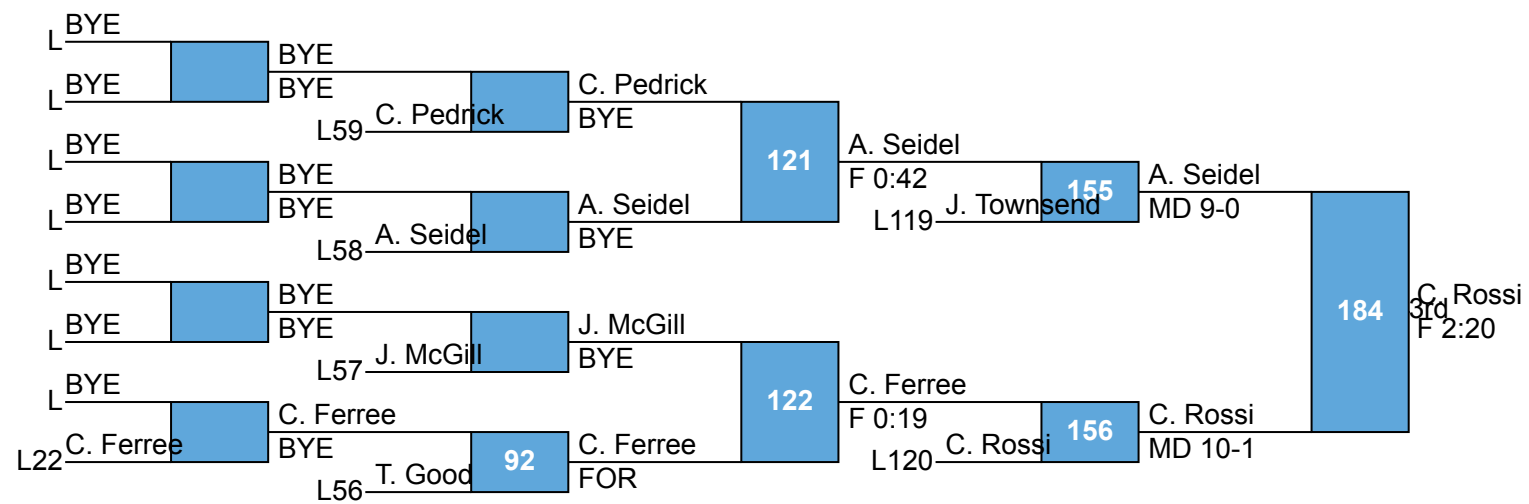 BYE
L
BYE
BYE
BYE
L
C. Pedrick
L59
C. Pedrick
BYE
BYE
L
BYE
BYE
BYE
L
A. Seidel
L58
A. Seidel
BYE
121
A. Seidel
F 0:42
J. Townsend
L119
155
A. Seidel
MD 9-0
BYE
L
BYE
BYE
BYE
L
J. McGill
L57
J. McGill
BYE
BYE
L
C. Ferree
BYE
C. Ferree
L22
T. Good
L56
92
C. Ferree
FOR
122
C. Ferree
F 0:19
C. Rossi
L120
156
C. Rossi
MD 10-1
184
3rd
C. Rossi
F 2:20